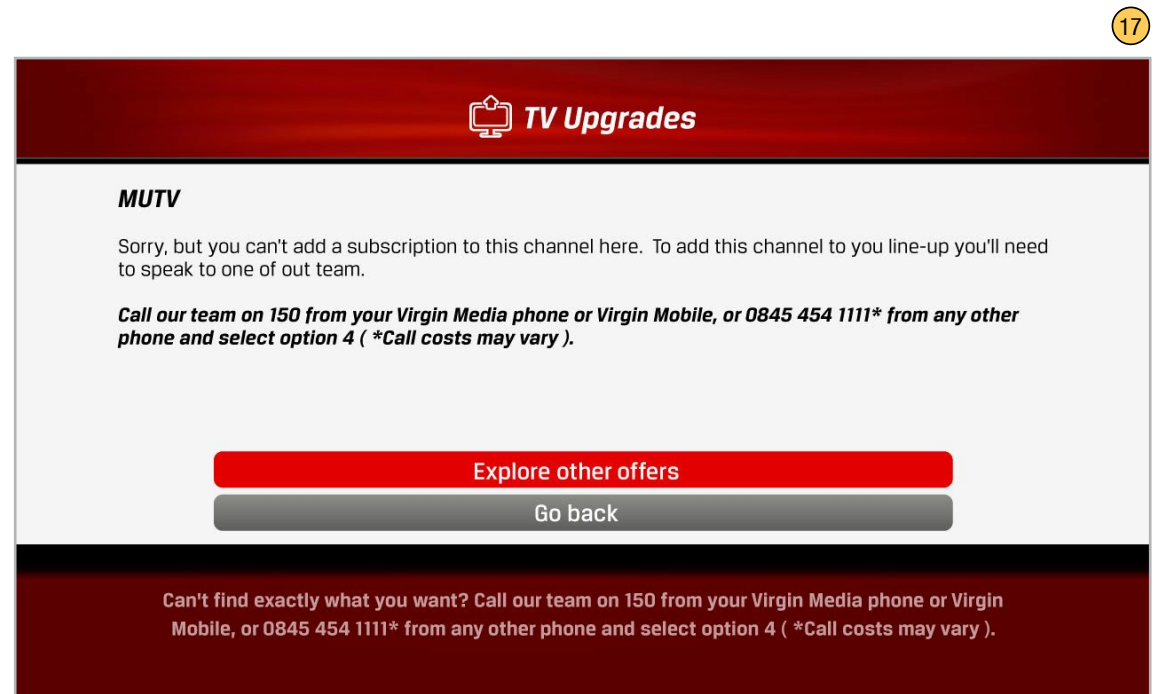 17
TV Upgrades
MUTV
Sorry, but you can't add a subscription to this channel here.  To add this channel to you line-up you'll need
to speak to one of out team.
Call our team on 150 from your Virgin Media phone or Virgin Mobile, or 0845 454 1111* from any other
phone and select option 4 ( *Call costs may vary ).
Explore other offers
Go back
Can't find exactly what you want? Call our team on 150 from your Virgin Media phone or Virgin
Mobile, or 0845 454 1111* from any other phone and select option 4 ( *Call costs may vary ).